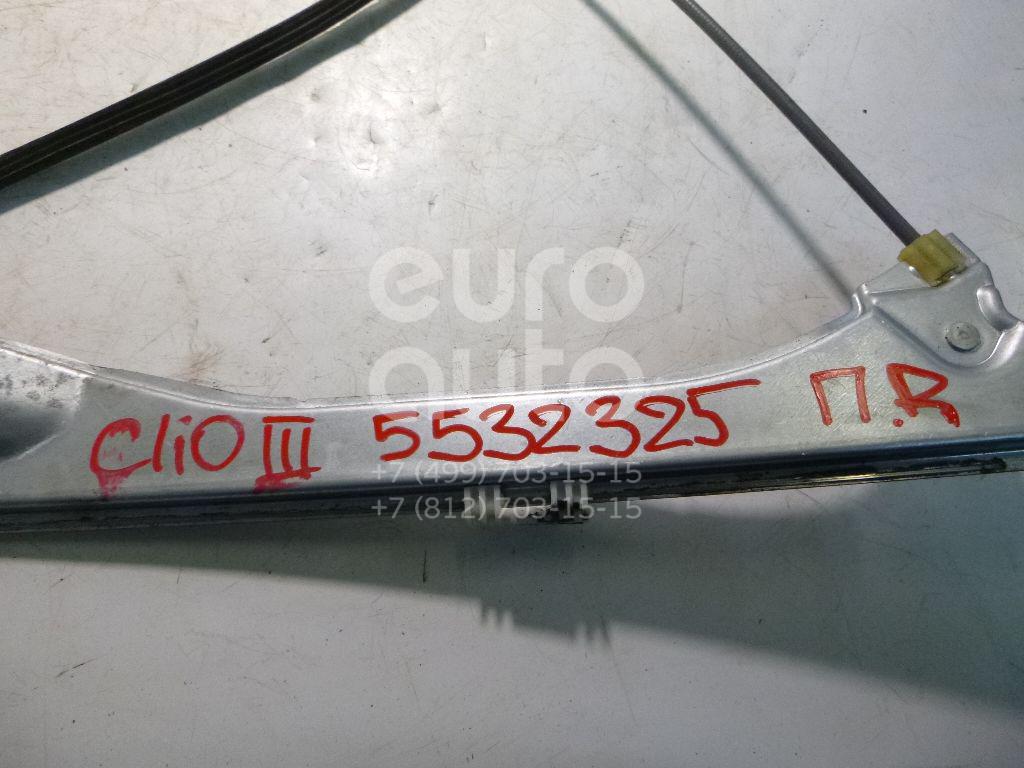 euro
auto
Clio III 5532325 П.R
+7 (499) 703-15-15
+7 (812) 703-15-15